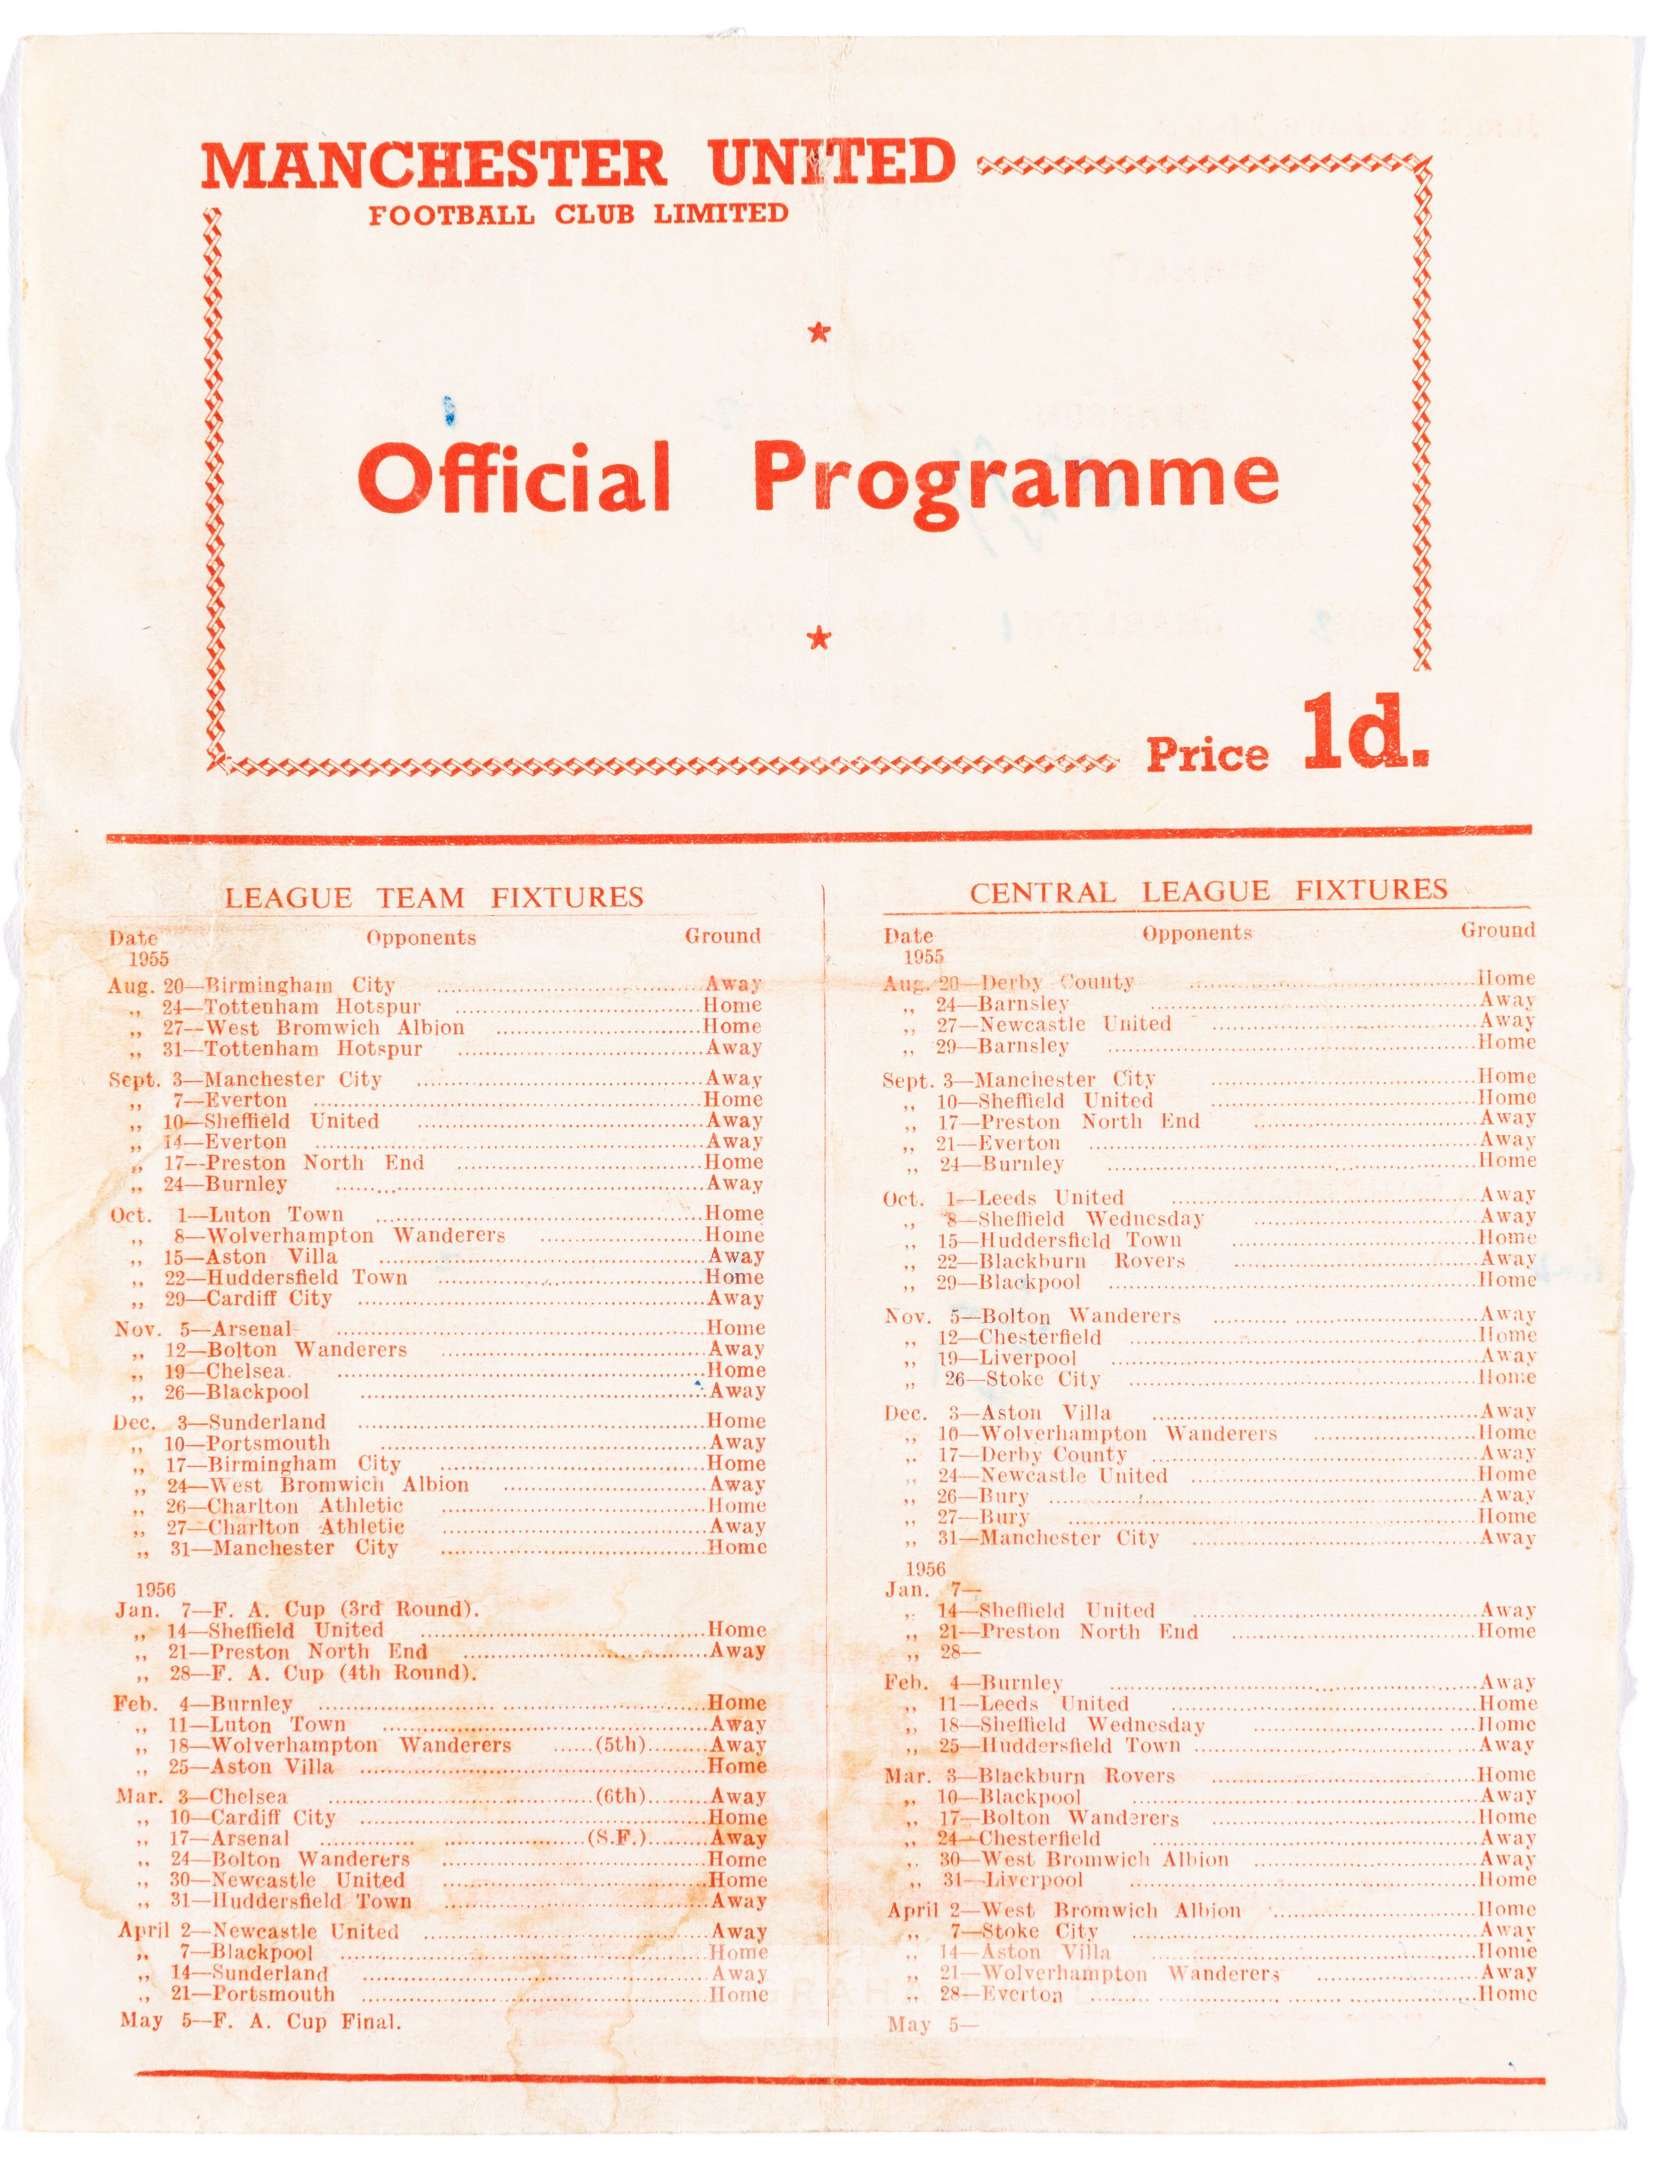 MANCHESTER UNITED
FOOTBALL CLUB LIMITED
Official Programme
Price 1d.
LEAGUE TEAM FIXTURES
Date Opponents Ground
1955
Aug. 20—Birmingham City ........ Away
„ 24—Tottenham Hotspur ........ Home
„ 27—West Bromwich Albion ........ Home
„ 31—Tottenham Hotspur ........ Away
Sept. 3—Manchester City ........ Away
„ 7—Everton ........ Home
„ 10—Sheffield United ........ Away
„ 14—Everton ........ Away
„ 17—Preston North End ........ Home
„ 24—Burnley ........ Away
Oct. 1—Luton Town ........ Home
„ 8—Wolverhampton Wanderers ........ Home
„ 15—Aston Villa ........ Away
„ 22—Huddersfield Town ........ Home
„ 29—Cardiff City ........ Away
Nov. 5—Arsenal ........ Home
„ 12—Bolton Wanderers ........ Away
„ 19—Chelsea ........ Home
„ 26—Blackpool ........ Away
Dec. 3—Sunderland ........ Home
„ 10—Portsmouth ........ Away
„ 17—Birmingham City ........ Home
„ 24—West Bromwich Albion ........ Away
„ 26—Charlton Athletic ........ Home
„ 27—Charlton Athletic ........ Away
„ 31—Manchester City ........ Home
1956
Jan. 7—F. A. Cup (3rd Round).
„ 14—Sheffield United ........ Home
„ 21—Preston North End ........ Away
„ 28—F. A. Cup (4th Round).
Feb. 4—Burnley ........ Home
„ 11—Luton Town ........ Away
„ 18—Wolverhampton Wanderers ......(5th)........ Away
„ 25—Aston Villa ........ Home
Mar. 3—Chelsea ........(6th)........ Away
„ 10—Cardiff City ........ Home
„ 17—Arsenal ........(S.F.)........ Away
„ 24—Bolton Wanderers ........ Home
„ 30—Newcastle United ........ Home
„ 31—Huddersfield Town ........ Away
April 2—Newcastle United ........ Away
„ 7—Blackpool ........ Home
„ 14—Sunderland ........ Away
„ 21—Portsmouth ........ Home
May 5—F. A. Cup Final.
CENTRAL LEAGUE FIXTURES
Date Opponents Ground
1955
Aug. 20—Derby County ........ Home
„ 24—Barnsley ........ Away
„ 27—Newcastle United ........ Away
„ 29—Barnsley ........ Home
Sept. 3—Manchester City ........ Home
„ 10—Sheffield United ........ Home
„ 17—Preston North End ........ Away
„ 21—Everton ........ Away
„ 24—Burnley ........ Home
Oct. 1—Leeds United ........ Away
„ 8—Sheffield Wednesday ........ Away
„ 15—Huddersfield Town ........ Home
„ 22—Blackburn Rovers ........ Away
„ 29—Blackpool ........ Home
Nov. 5—Bolton Wanderers ........ Away
„ 12—Chesterfield ........ Home
„ 19—Liverpool ........ Away
„ 26—Stoke City ........ Home
Dec. 3—Aston Villa ........ Away
„ 10—Wolverhampton Wanderers ........ Home
„ 17—Derby County ........ Away
„ 24—Newcastle United ........ Home
„ 26—Bury ........ Away
„ 27—Bury ........ Home
„ 31—Manchester City ........ Away
1956
Jan. 7—
„ 14—Sheffield United ........ Away
„ 21—Preston North End ........ Home
„ 28—
Feb. 4—Burnley ........ Away
„ 11—Leeds United ........ Home
„ 18—Sheffield Wednesday ........ Home
„ 25—Huddersfield Town ........ Away
Mar. 3—Blackburn Rovers ........ Home
„ 10—Blackpool ........ Away
„ 17—Bolton Wanderers ........ Home
„ 24—Chesterfield ........ Away
„ 30—West Bromwich Albion ........ Away
„ 31—Liverpool ........ Home
April 2—West Bromwich Albion ........ Home
„ 7—Stoke City ........ Away
„ 14—Aston Villa ........ Home
„ 21—Wolverhampton Wanderers ........ Away
„ 28—Everton ........ Home
May 5—